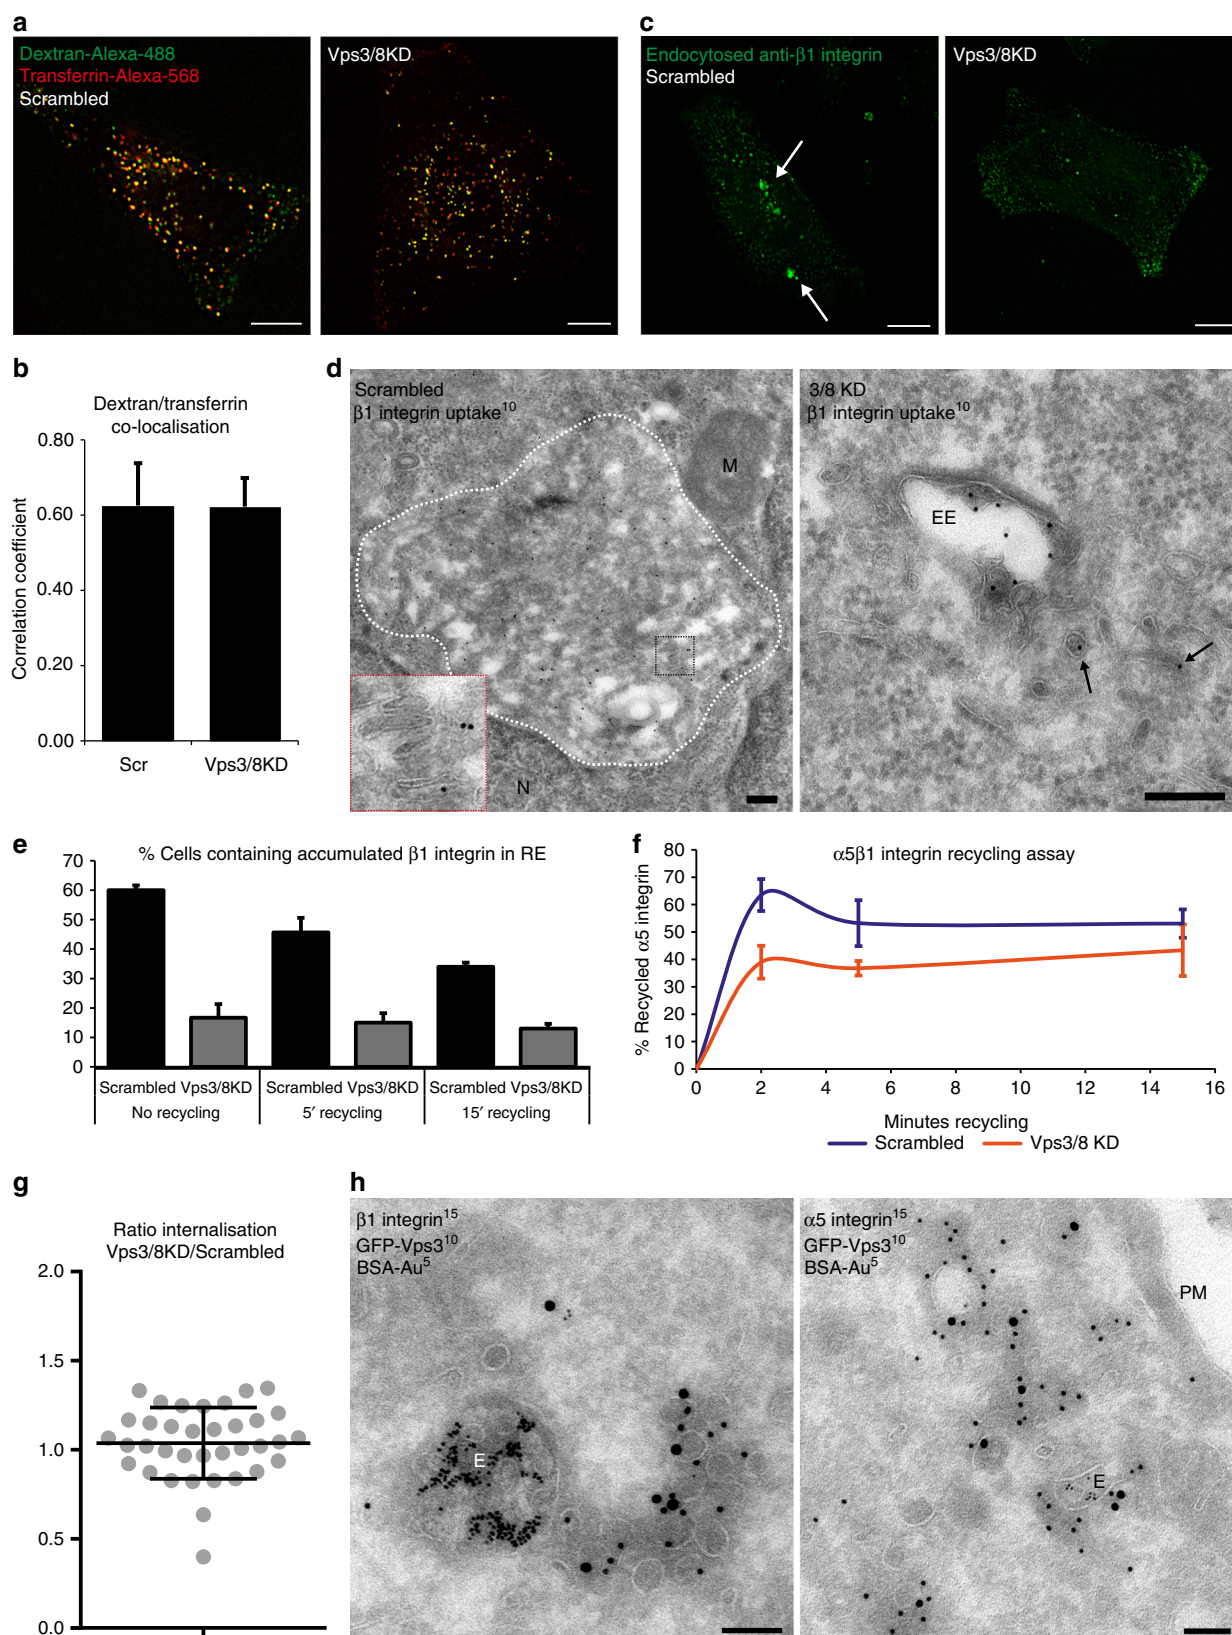 a
Dextran-Alexa-488
Transferrin-Alexa-568
Scrambled
Vps3/8KD
c
Endocytosed anti-β1 integrin
Scrambled
Vps3/8KD
b
Dextran/transferrin
co-localisation
Correlation coefficient
0.80
0.60
0.40
0.20
0.00
Scr
Vps3/8KD
d
Scrambled
β1 integrin uptake¹⁰
M
N
3/8 KD
β1 integrin uptake¹⁰
EE
e
% Cells containing accumulated β1 integrin in RE
70
60
50
40
30
20
10
0
Scrambled Vps3/8KD Scrambled Vps3/8KD Scrambled Vps3/8KD
No recycling 5′ recycling 15′ recycling
f
α5β1 integrin recycling assay
% Recycled α5 integrin
80
70
60
50
40
30
20
10
0
0 2 4 6 8 10 12 14 16
Minutes recycling
Scrambled Vps3/8 KD
g
Ratio internalisation
Vps3/8KD/Scrambled
2.0
1.5
1.0
0.5
0.0
h
β1 integrin¹⁵
GFP-Vps3¹⁰
BSA-Au⁵
E
α5 integrin¹⁵
GFP-Vps3¹⁰
BSA-Au⁵
PM
E